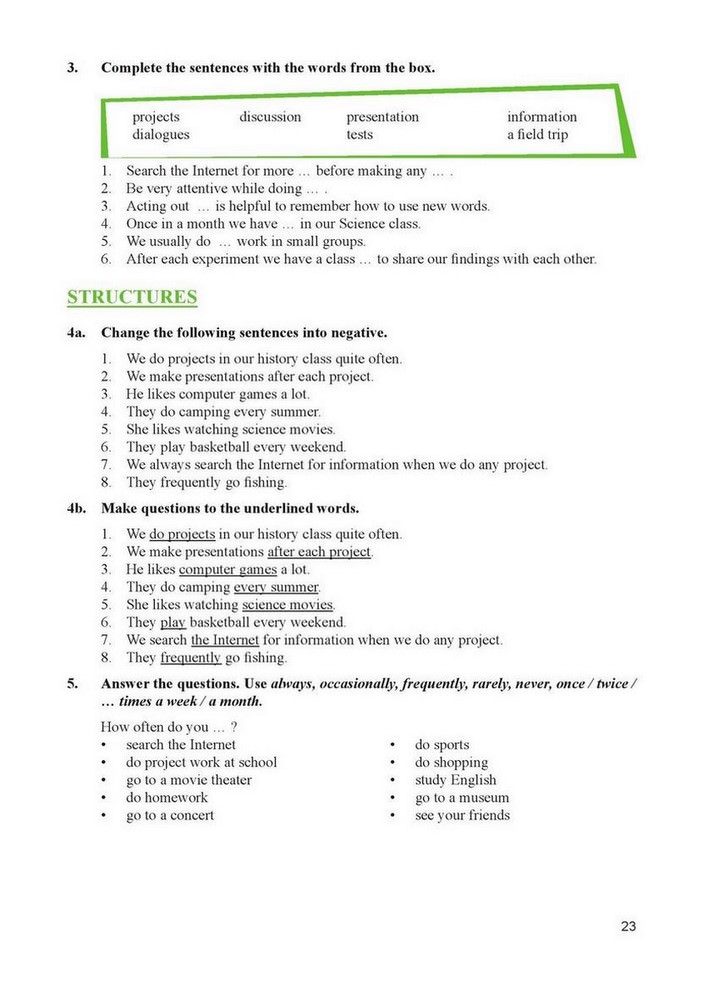 3. Complete the sentences with the words from the box.
projects discussion presentation information
dialogues tests a field trip
1. Search the Internet for more … before making any … .
2. Be very attentive while doing … .
3. Acting out … is helpful to remember how to use new words.
4. Once in a month we have … in our Science class.
5. We usually do … work in small groups.
6. After each experiment we have a class … to share our findings with each other.
STRUCTURES
4a. Change the following sentences into negative.
1. We do projects in our history class quite often.
2. We make presentations after each project.
3. He likes computer games a lot.
4. They do camping every summer.
5. She likes watching science movies.
6. They play basketball every weekend.
7. We always search the Internet for information when we do any project.
8. They frequently go fishing.
4b. Make questions to the underlined words.
1. We do projects in our history class quite often.
2. We make presentations after each project.
3. He likes computer games a lot.
4. They do camping every summer.
5. She likes watching science movies.
6. They play basketball every weekend.
7. We search the Internet for information when we do any project.
8. They frequently go fishing.
5. Answer the questions. Use always, occasionally, frequently, rarely, never, once / twice /
… times a week / a month.
How often do you … ?
• search the Internet
• do project work at school
• go to a movie theater
• do homework
• go to a concert
• do sports
• do shopping
• study English
• go to a museum
• see your friends
23